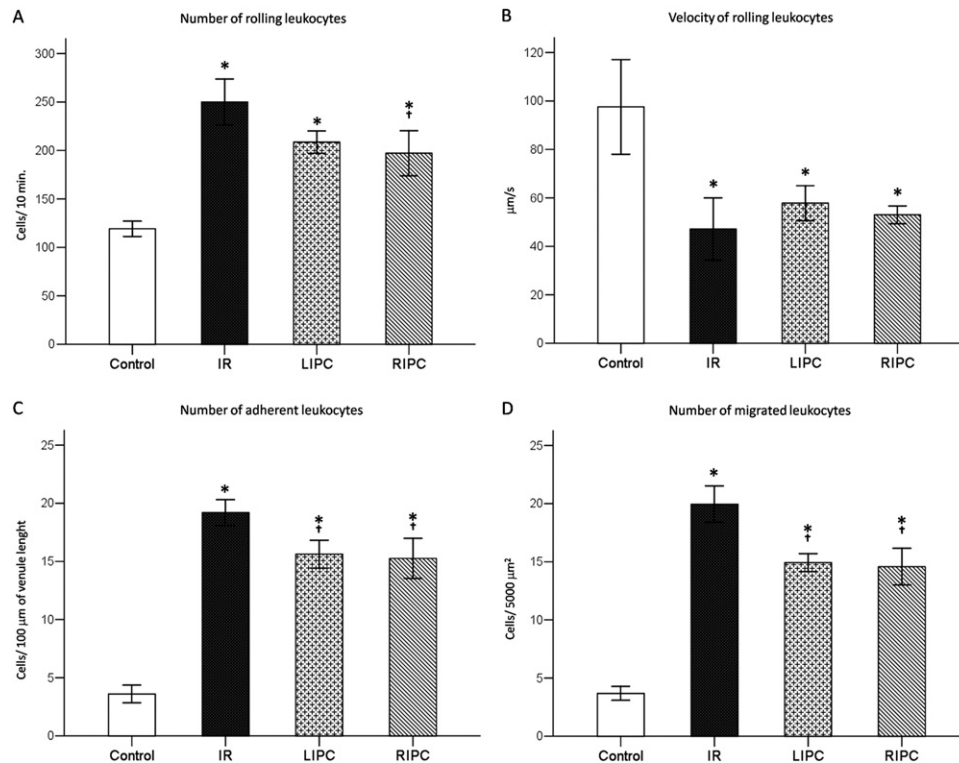 A
Number of rolling leukocytes
Cells/ 10 min.
300
250
200
150
100
50
0
*
*
*
†
Control IR LIPC RIPC
B
Velocity of rolling leukocytes
μm/s
120
100
80
60
40
20
0
*
*
*
Control IR LIPC RIPC
C
Number of adherent leukocytes
Cells/ 100 μm of venule lenght
25
20
15
10
5
0
*
*
†
*
†
Control IR LIPC RIPC
D
Number of migrated leukocytes
Cells/ 5000 μm²
25
20
15
10
5
0
*
*
†
*
†
Control IR LIPC RIPC